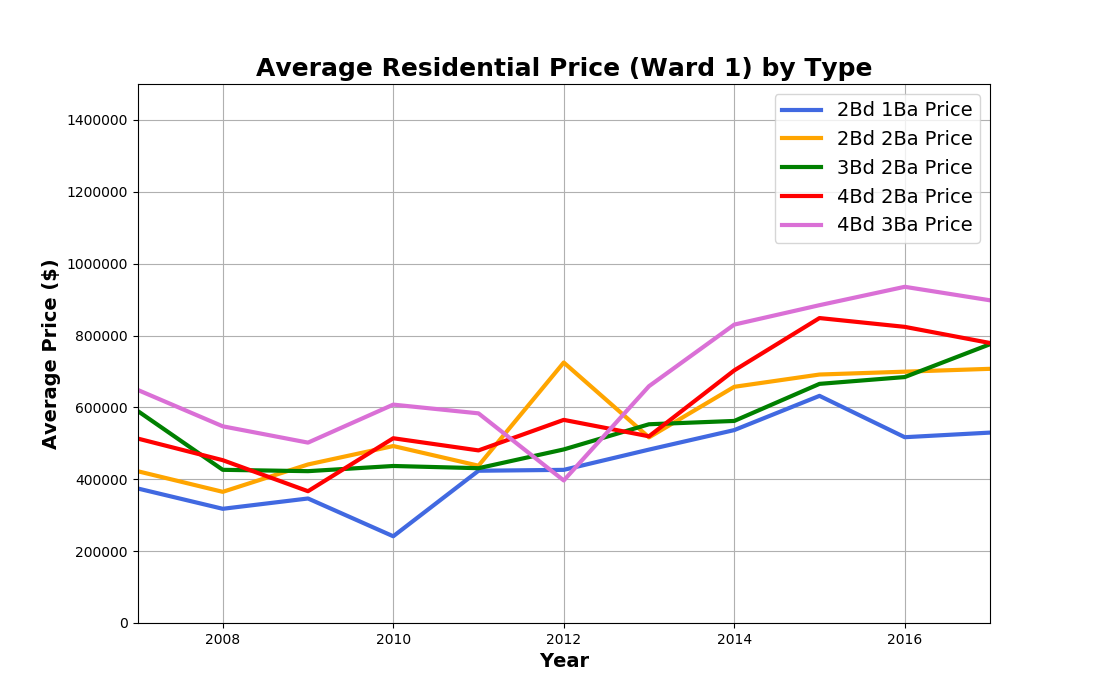 Average Residential Price (Ward 1) by Type
1400000
1200000
1000000
800000
600000
400000
200000
0
Average Price ($)
2Bd 1Ba Price
2Bd 2Ba Price
3Bd 2Ba Price
4Bd 2Ba Price
4Bd 3Ba Price
2008 2010 2012 2014 2016
Year